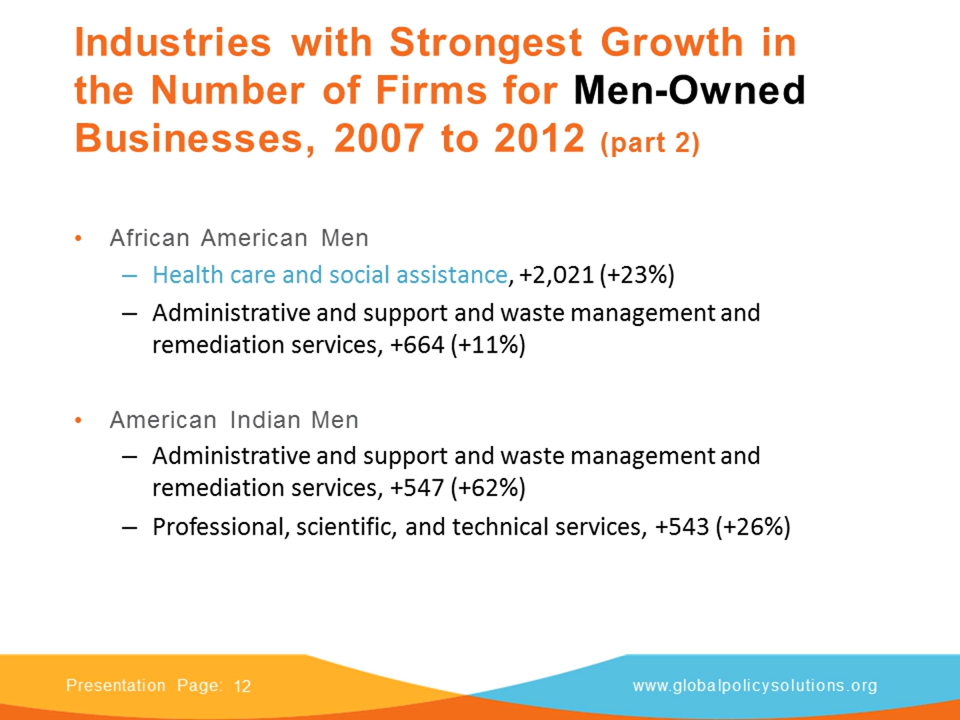 Industries with Strongest Growth in
the Number of Firms for Men-Owned
Businesses, 2007 to 2012 (part 2)
• African American Men
– Health care and social assistance, +2,021 (+23%)
– Administrative and support and waste management and
remediation services, +664 (+11%)
• American Indian Men
– Administrative and support and waste management and
remediation services, +547 (+62%)
– Professional, scientific, and technical services, +543 (+26%)
Presentation Page: 12
www.globalpolicysolutions.org